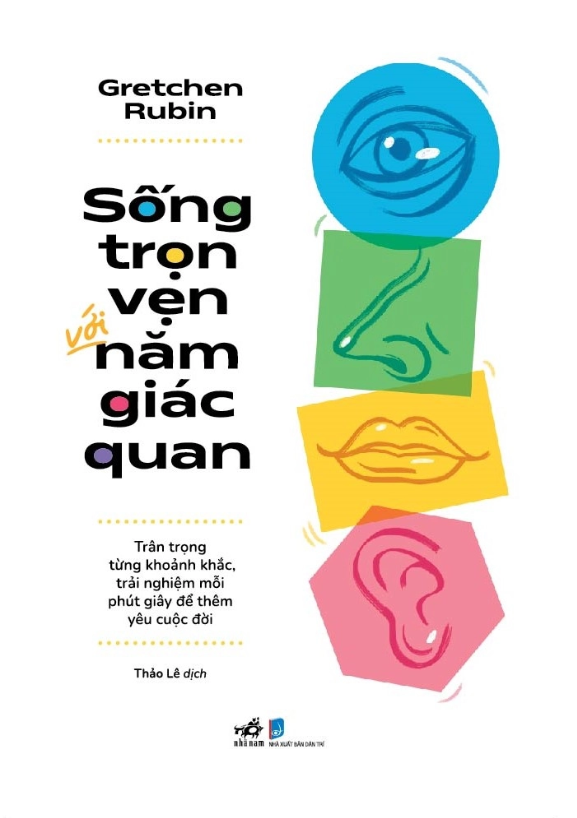 Gretchen
Rubin
Sống
trọn
vẹn
với
năm
giác
quan
Trân trọng
từng khoảnh khắc,
trải nghiệm mỗi
phút giây để thêm
yêu cuộc đời
Thảo Lê dịch
nhã nam
NHÀ XUẤT BẢN DÂN TRÍ